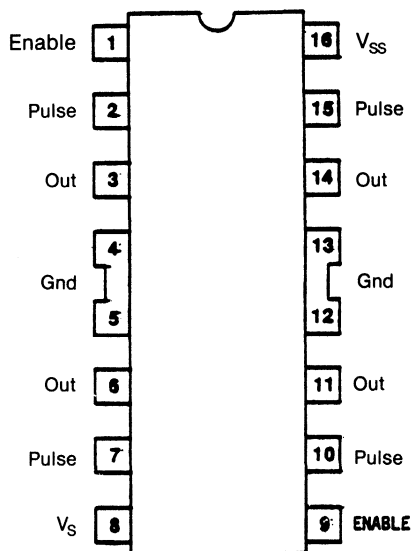 Enable 1 16 VSS
Pulse 2 15 Pulse
Out 3 14 Out
4 13
Gnd Gnd
5 12
Out 6 11 Out
Pulse 7 10 Pulse
VS 8 9 ENABLE